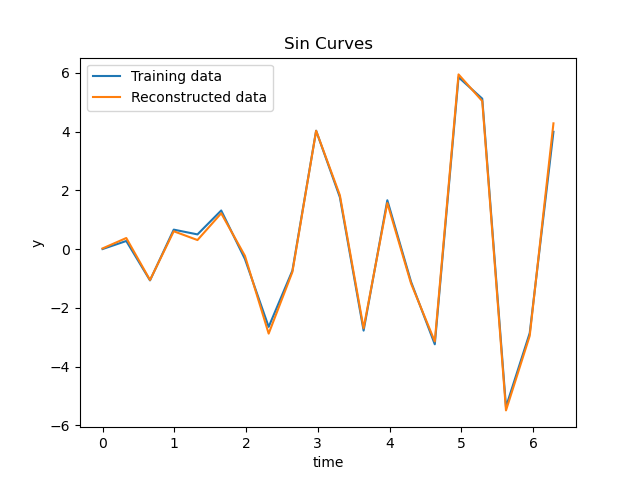 Sin Curves
Training data
Reconstructed data
6
4
2
0
−2
−4
−6
y
0 1 2 3 4 5 6
time